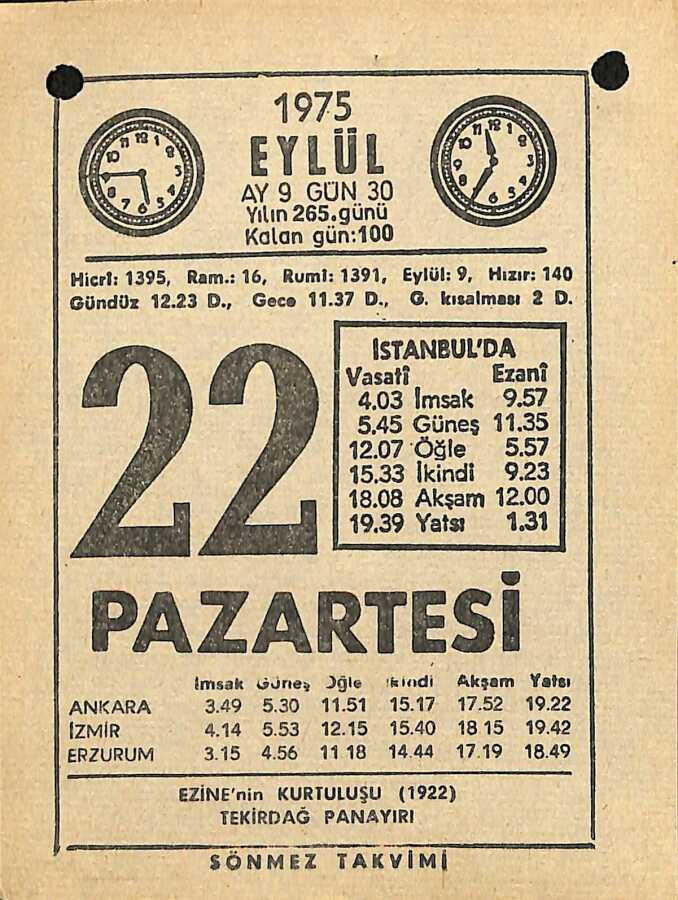 1975
EYLÜL
AY 9 GÜN 30
Yılın 265.günü
Kalan gün:100
Hicrî: 1395, Ram.: 16, Rumî: 1391, Eylül: 9, Hızır: 140
Gündüz 12.23 D., Gece 11.37 D., G. kısalması 2 D.
22
İSTANBUL'DA
Vasatî Ezanî
4.03 İmsak 9.57
5.45 Güneş 11.35
12.07 Öğle 5.57
15.33 İkindi 9.23
18.08 Akşam 12.00
19.39 Yatsı 1.31
PAZARTESİ
İmsak Güneş Öğle İkindi Akşam Yatsı
ANKARA 3.49 5.30 11.51 15.17 17.52 19.22
İZMİR 4.14 5.53 12.15 15.40 18 15 19.42
ERZURUM 3.15 4.56 11 18 14.44 17.19 18.49
EZİNE'nin KURTULUŞU (1922)
TEKİRDAĞ PANAYIRI
SÖNMEZ TAKVİMİ